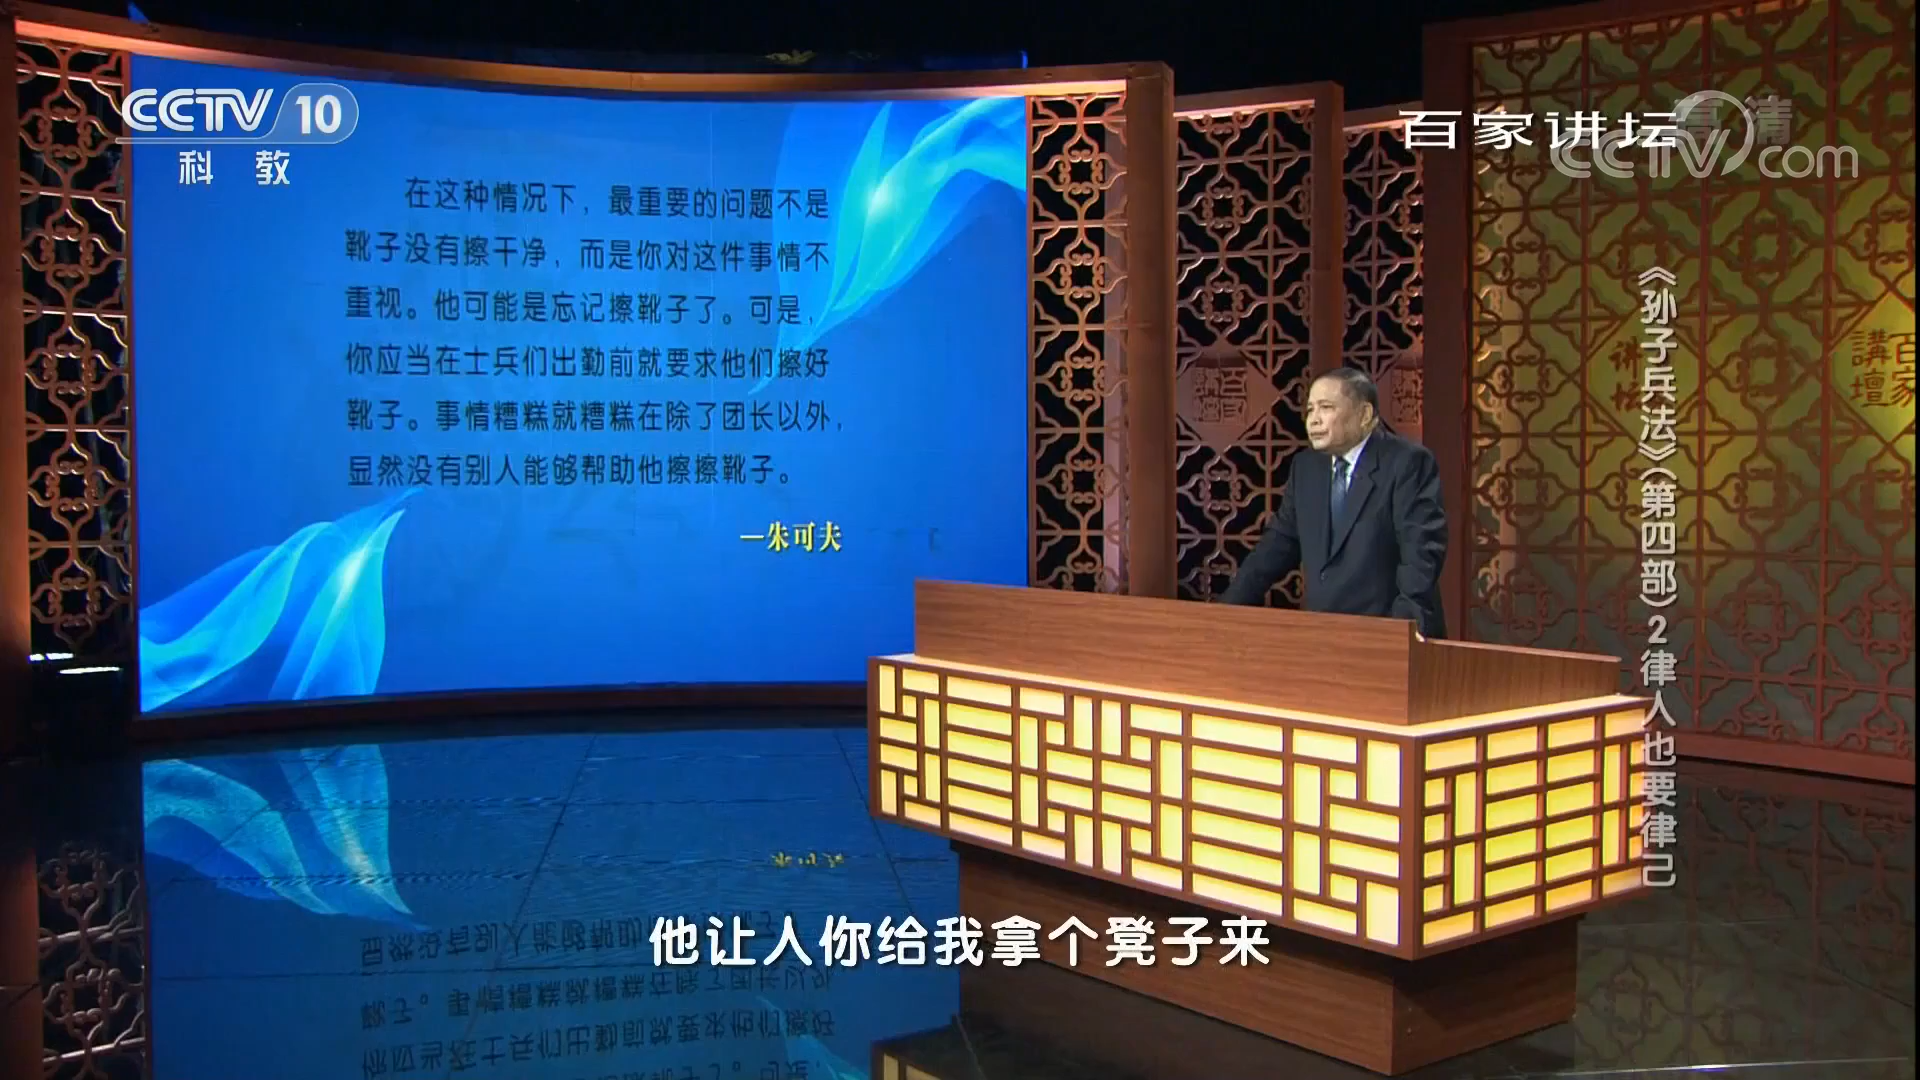 CCTV 10
科 教
百家讲坛
高清
CCTV.com
在这种情况下，最重要的问题不是
靴子没有擦干净，而是你对这件事情不
重视。他可能是忘记擦靴子了。可是，
你应当在士兵们出勤前就要求他们擦好
靴子。事情糟糕就糟糕在除了团长以外，
显然没有别人能够帮助他擦擦靴子。
—朱可夫
《孙子兵法》（第四部）2 律人也要律己
讲坛
百家
講壇
他让人你给我拿个凳子来